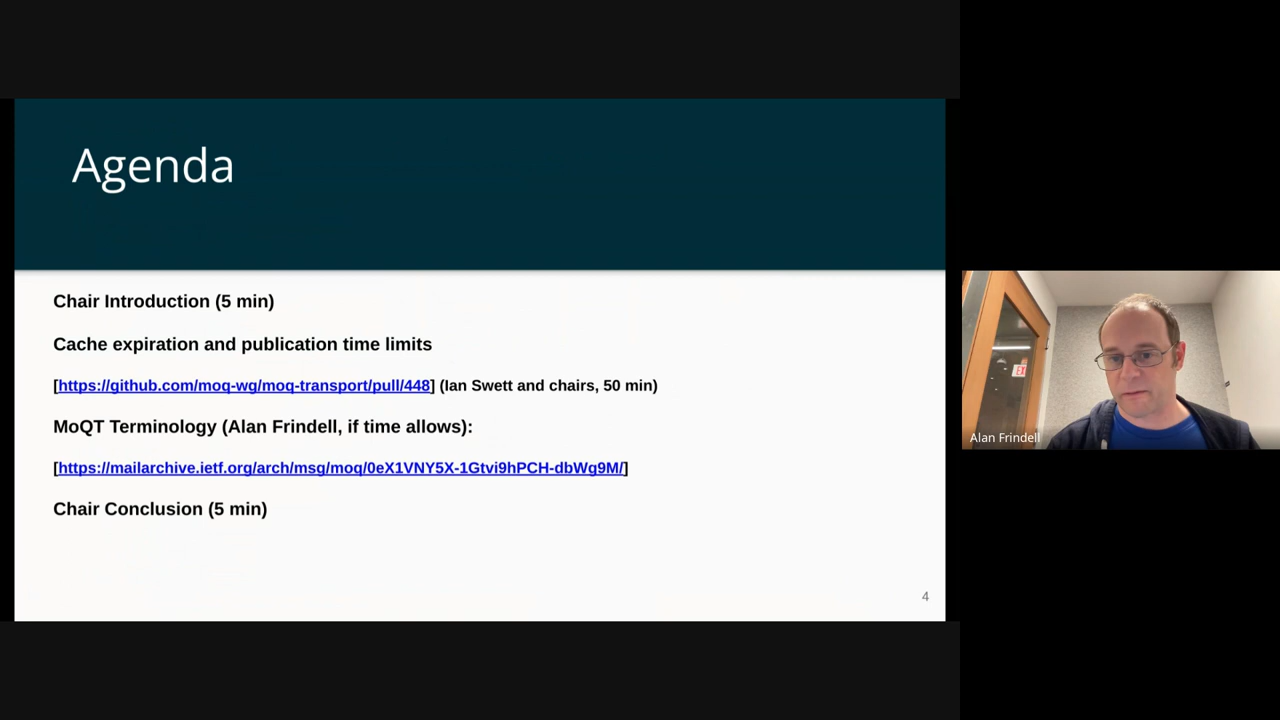 Agenda
Chair Introduction (5 min)
Cache expiration and publication time limits
[https://github.com/moq-wg/moq-transport/pull/448] (Ian Swett and chairs, 50 min)
MoQT Terminology (Alan Frindell, if time allows):
[https://mailarchive.ietf.org/arch/msg/moq/0eX1VNY5X-1Gtvi9hPCH-dbWg9M/]
Chair Conclusion (5 min)
4
EX
Alan Frindell